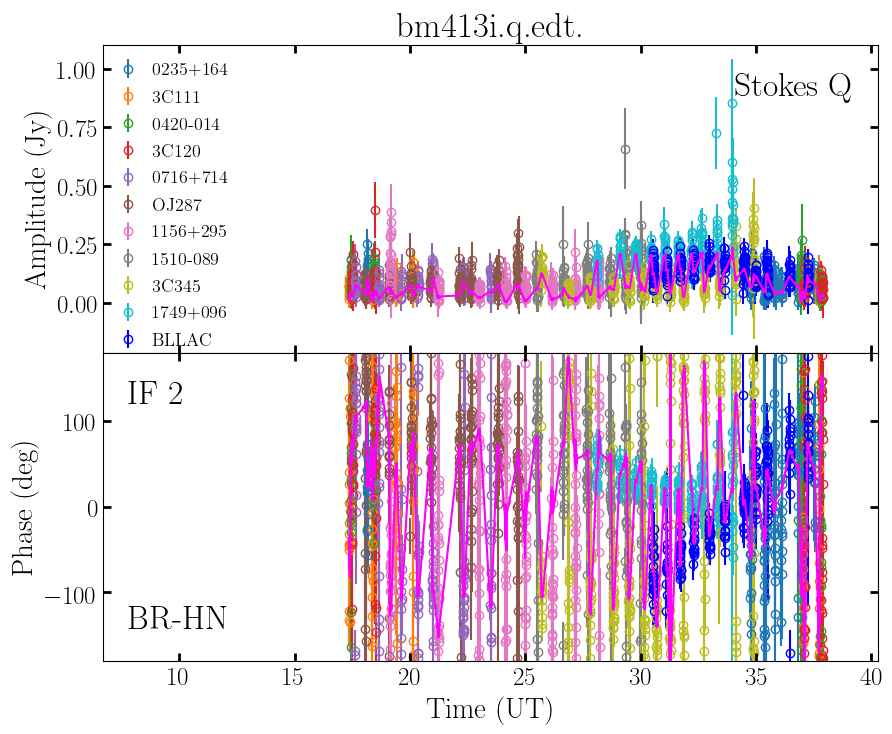 bm413i.q.edt.
Stokes Q
Amplitude (Jy)
1.00
0.75
0.50
0.25
0.00
0235+164
3C111
0420-014
3C120
0716+714
OJ287
1156+295
1510-089
3C345
1749+096
BLLAC
IF 2
BR-HN
Phase (deg)
100
0
−100
10 15 20 25 30 35 40
Time (UT)